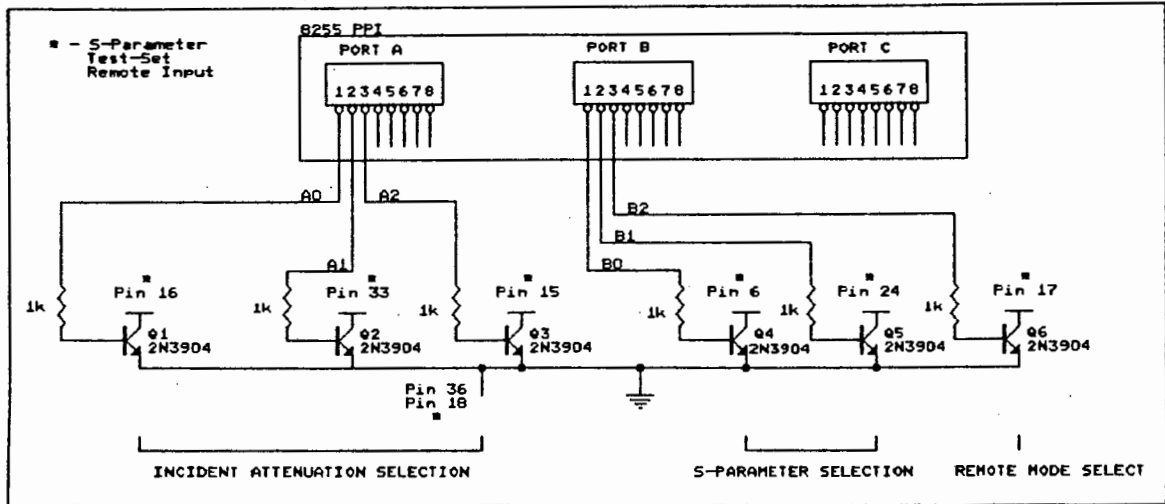 8255 PPI
* - S-Parameter
Test-Set
Remote Input
PORT A
PORT B
PORT C
12345678
12345678
12345678
A0
A2
B2
B1
A1
B0
*
Pin 16
*
Pin 33
*
Pin 15
*
Pin 6
*
Pin 24
*
Pin 17
1k
1k
1k
1k
1k
1k
Q1
2N3904
Q2
2N3904
Q3
2N3904
Q4
2N3904
Q5
2N3904
Q6
2N3904
Pin 36
Pin 18
*
INCIDENT ATTENUATION SELECTION
S-PARAMETER SELECTION
REMOTE MODE SELECT